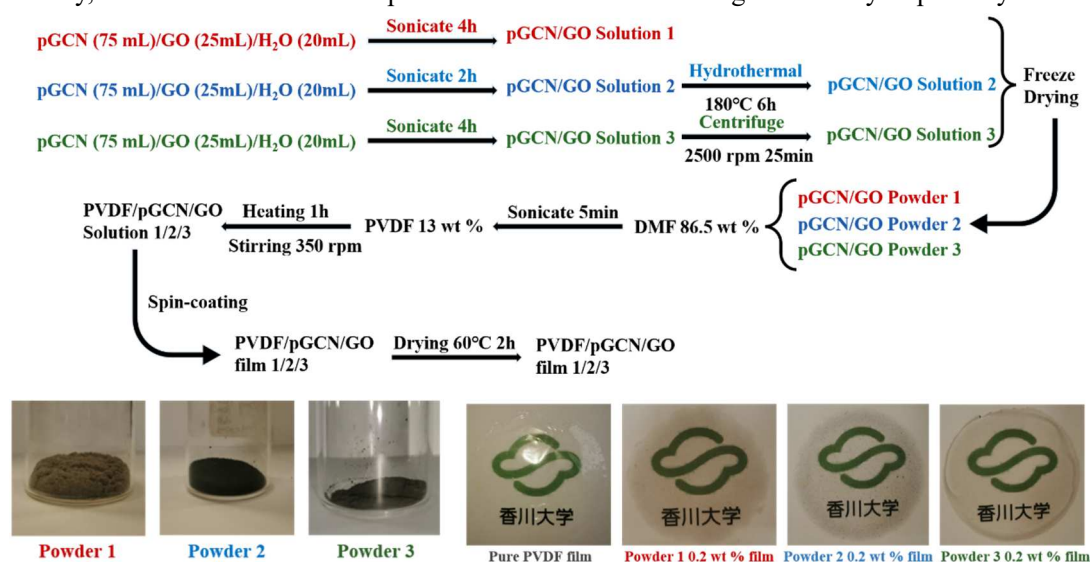 pGCN (75 mL)/GO (25mL)/H₂O (20mL)
Sonicate 4h
pGCN/GO Solution 1
pGCN (75 mL)/GO (25mL)/H₂O (20mL)
Sonicate 2h
pGCN/GO Solution 2
Hydrothermal
180℃ 6h
pGCN/GO Solution 2
pGCN (75 mL)/GO (25mL)/H₂O (20mL)
Sonicate 4h
pGCN/GO Solution 3
Centrifuge
2500 rpm 25min
pGCN/GO Solution 3
Freeze
Drying
pGCN/GO Powder 1
pGCN/GO Powder 2
pGCN/GO Powder 3
DMF 86.5 wt %
Sonicate 5min
PVDF 13 wt %
Heating 1h
Stirring 350 rpm
PVDF/pGCN/GO
Solution 1/2/3
Spin-coating
PVDF/pGCN/GO
film 1/2/3
Drying 60℃ 2h
PVDF/pGCN/GO
film 1/2/3
香川大学
香川大学
香川大学
香川大学
Powder 1
Powder 2
Powder 3
Pure PVDF film
Powder 1 0.2 wt % film
Powder 2 0.2 wt % film
Powder 3 0.2 wt % film